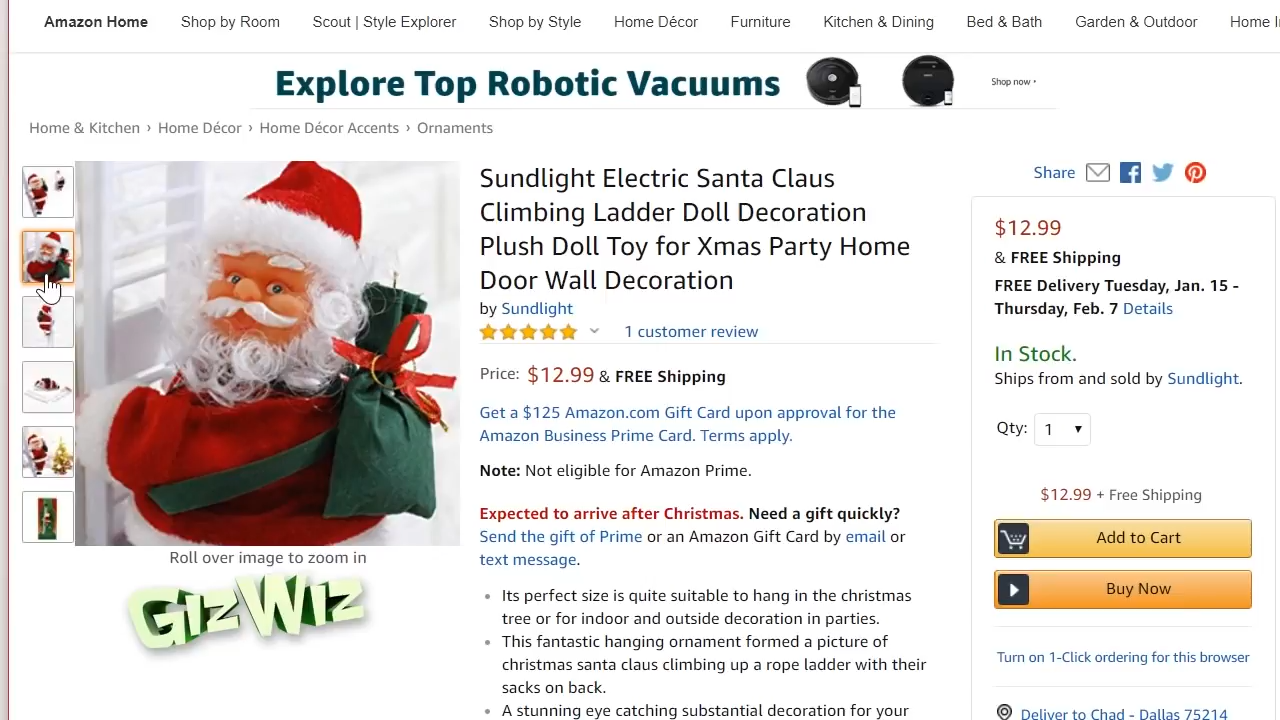 Amazon Home Shop by Room Scout | Style Explorer Shop by Style Home Décor Furniture Kitchen & Dining Bed & Bath Garden & Outdoor Home I
Explore Top Robotic Vacuums Shop now ›
Home & Kitchen › Home Décor › Home Décor Accents › Ornaments
Sundlight Electric Santa Claus
Climbing Ladder Doll Decoration
Plush Doll Toy for Xmas Party Home
Door Wall Decoration
by Sundlight
1 customer review
Price: $12.99 & FREE Shipping
Get a $125 Amazon.com Gift Card upon approval for the
Amazon Business Prime Card. Terms apply.
Note: Not eligible for Amazon Prime.
Expected to arrive after Christmas. Need a gift quickly?
Send the gift of Prime or an Amazon Gift Card by email or
text message.
Its perfect size is quite suitable to hang in the christmas
tree or for indoor and outside decoration in parties.
This fantastic hanging ornament formed a picture of
christmas santa claus climbing up a rope ladder with their
sacks on back.
A stunning eye catching substantial decoration for your
Roll over image to zoom in
GizWiz
Share
$12.99
& FREE Shipping
FREE Delivery Tuesday, Jan. 15 -
Thursday, Feb. 7 Details
In Stock.
Ships from and sold by Sundlight.
Qty: 1
$12.99 + Free Shipping
Add to Cart
Buy Now
Turn on 1-Click ordering for this browser
Deliver to Chad - Dallas 75214